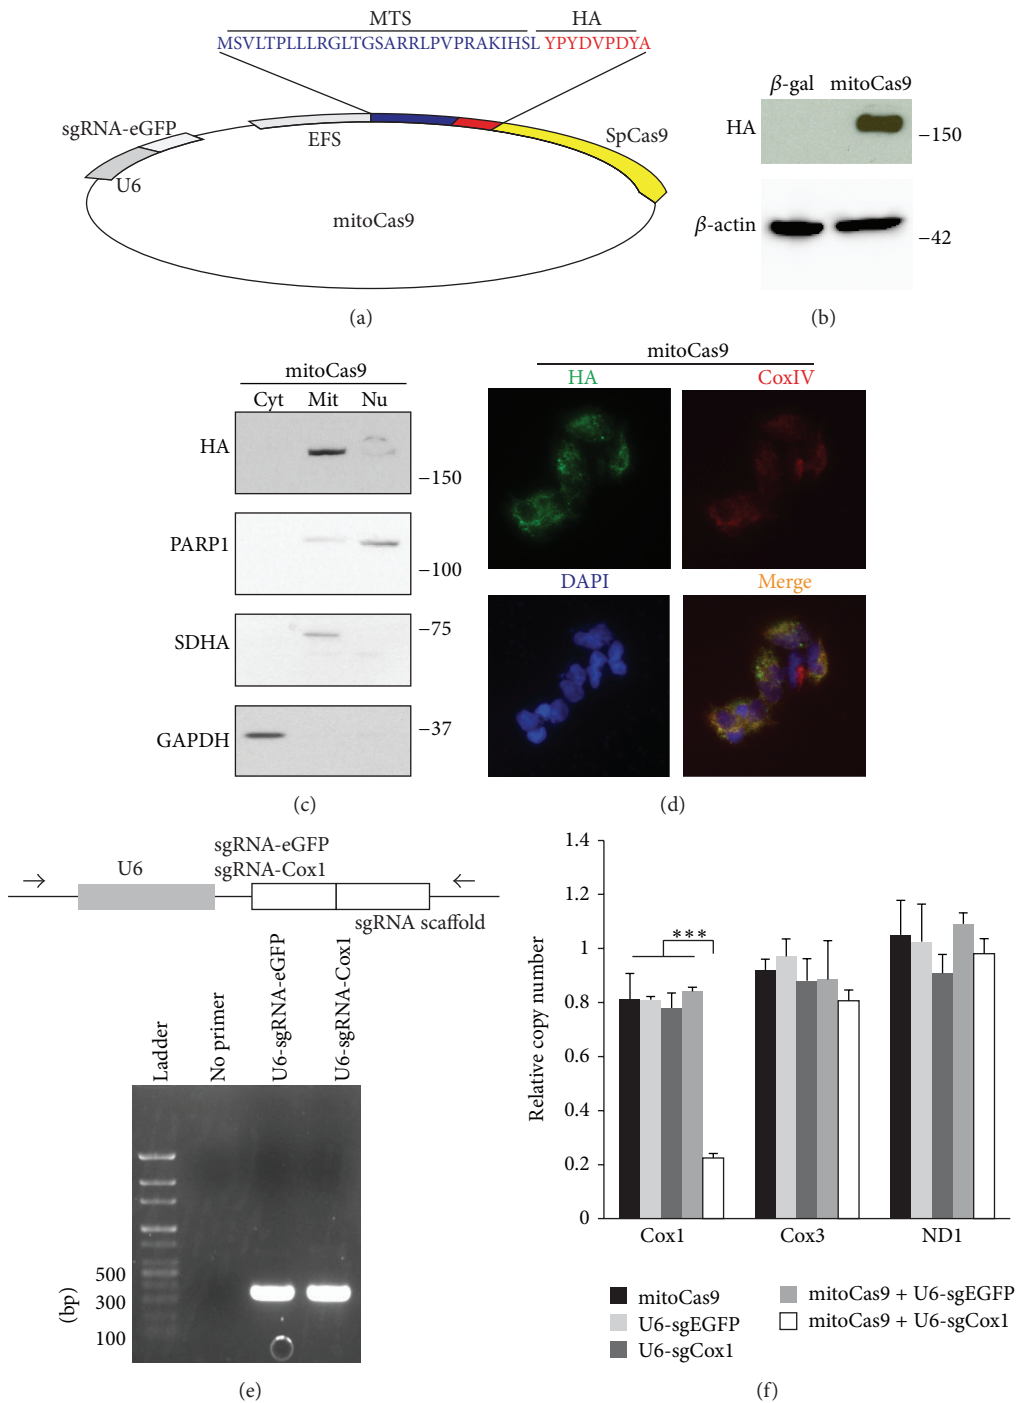 MTS HA
MSVLTPLLLRGLTGSARRLPVPRAKIHSL YPYDVPDYA
sgRNA-eGFP
U6
EFS
SpCas9
mitoCas9
(a)
β-gal mitoCas9
HA
−150
β-actin
−42
(b)
mitoCas9
Cyt Mit Nu
HA
−150
PARP1
−100
SDHA
−75
GAPDH
−37
(c)
mitoCas9
HA CoxIV
DAPI Merge
(d)
U6
sgRNA-eGFP
sgRNA-Cox1
sgRNA scaffold
Ladder
No primer
U6-sgRNA-eGFP
U6-sgRNA-Cox1
(bp)
500
300
100
(e)
Relative copy number
1.4
1.2
1
0.8
0.6
0.4
0.2
0
***
Cox1 Cox3 ND1
mitoCas9
U6-sgEGFP
U6-sgCox1
mitoCas9 + U6-sgEGFP
mitoCas9 + U6-sgCox1
(f)